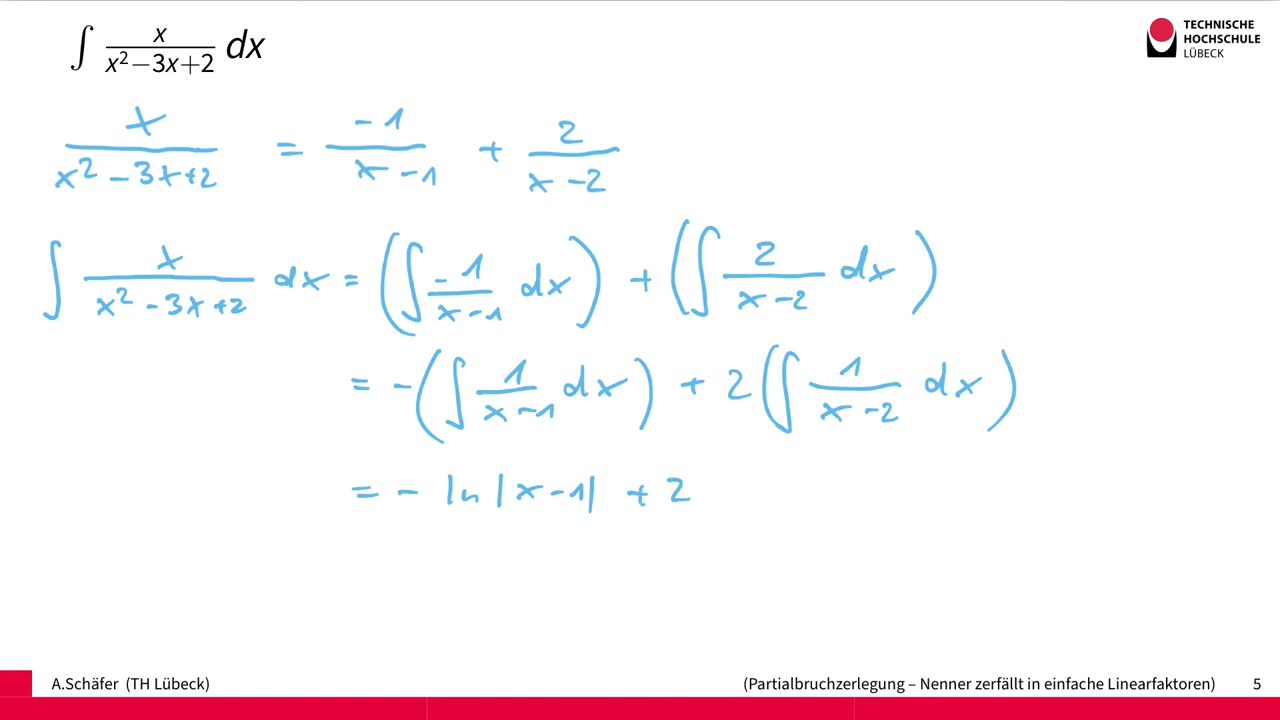 ∫ x/(x²−3x+2) dx
TECHNISCHE
HOCHSCHULE
LÜBECK
x/(x² − 3x + 2) = −1/(x − 1) + 2/(x − 2)
∫ x/(x² − 3x + 2) dx = (∫ −1/(x − 1) dx) + (∫ 2/(x − 2) dx)
= −(∫ 1/(x − 1) dx) + 2(∫ 1/(x − 2) dx)
= − ln|x − 1| + 2
A.Schäfer (TH Lübeck) (Partialbruchzerlegung – Nenner zerfällt in einfache Linearfaktoren) 5